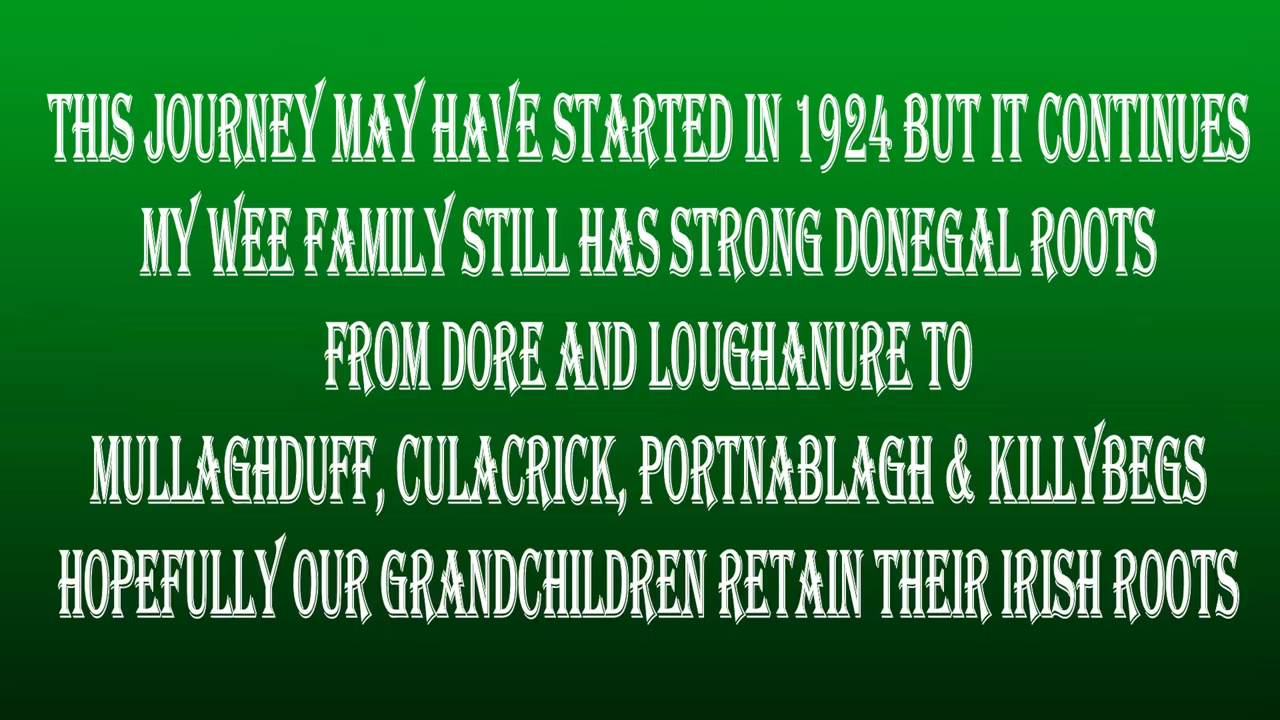 THIS JOURNEY MAY HAVE STARTED IN 1924 BUT IT CONTINUES
MY WEE FAMILY STILL HAS STRONG DONEGAL ROOTS
FROM DORE AND LOUGHANURE TO
MULLAGHDUFF, CULACRICK, PORTNABLAGH & KILLYBEGS
HOPEFULLY OUR GRANDCHILDREN RETAIN THEIR IRISH ROOTS